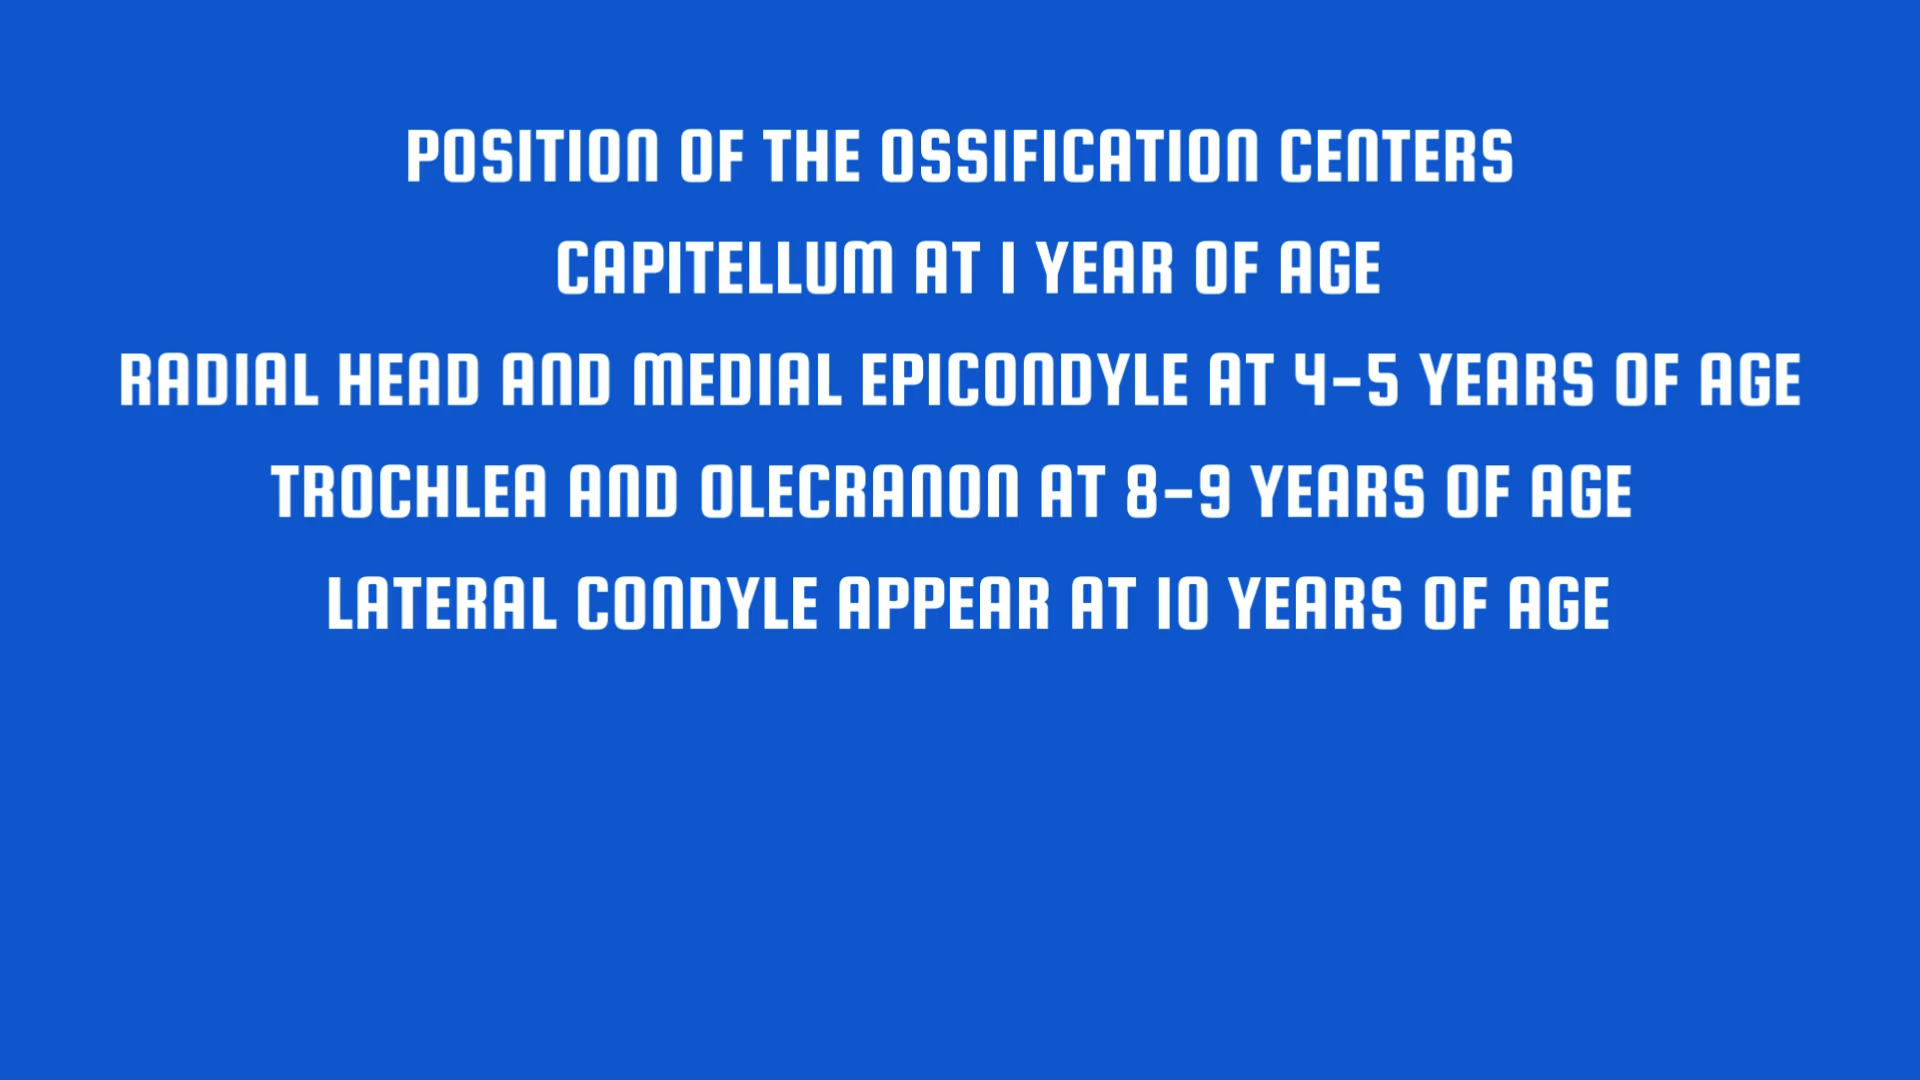 POSITION OF THE OSSIFICATION CENTERS
CAPITELLUM AT 1 YEAR OF AGE
RADIAL HEAD AND MEDIAL EPICONDYLE AT 4-5 YEARS OF AGE
TROCHLEA AND OLECRANON AT 8-9 YEARS OF AGE
LATERAL CONDYLE APPEAR AT 10 YEARS OF AGE